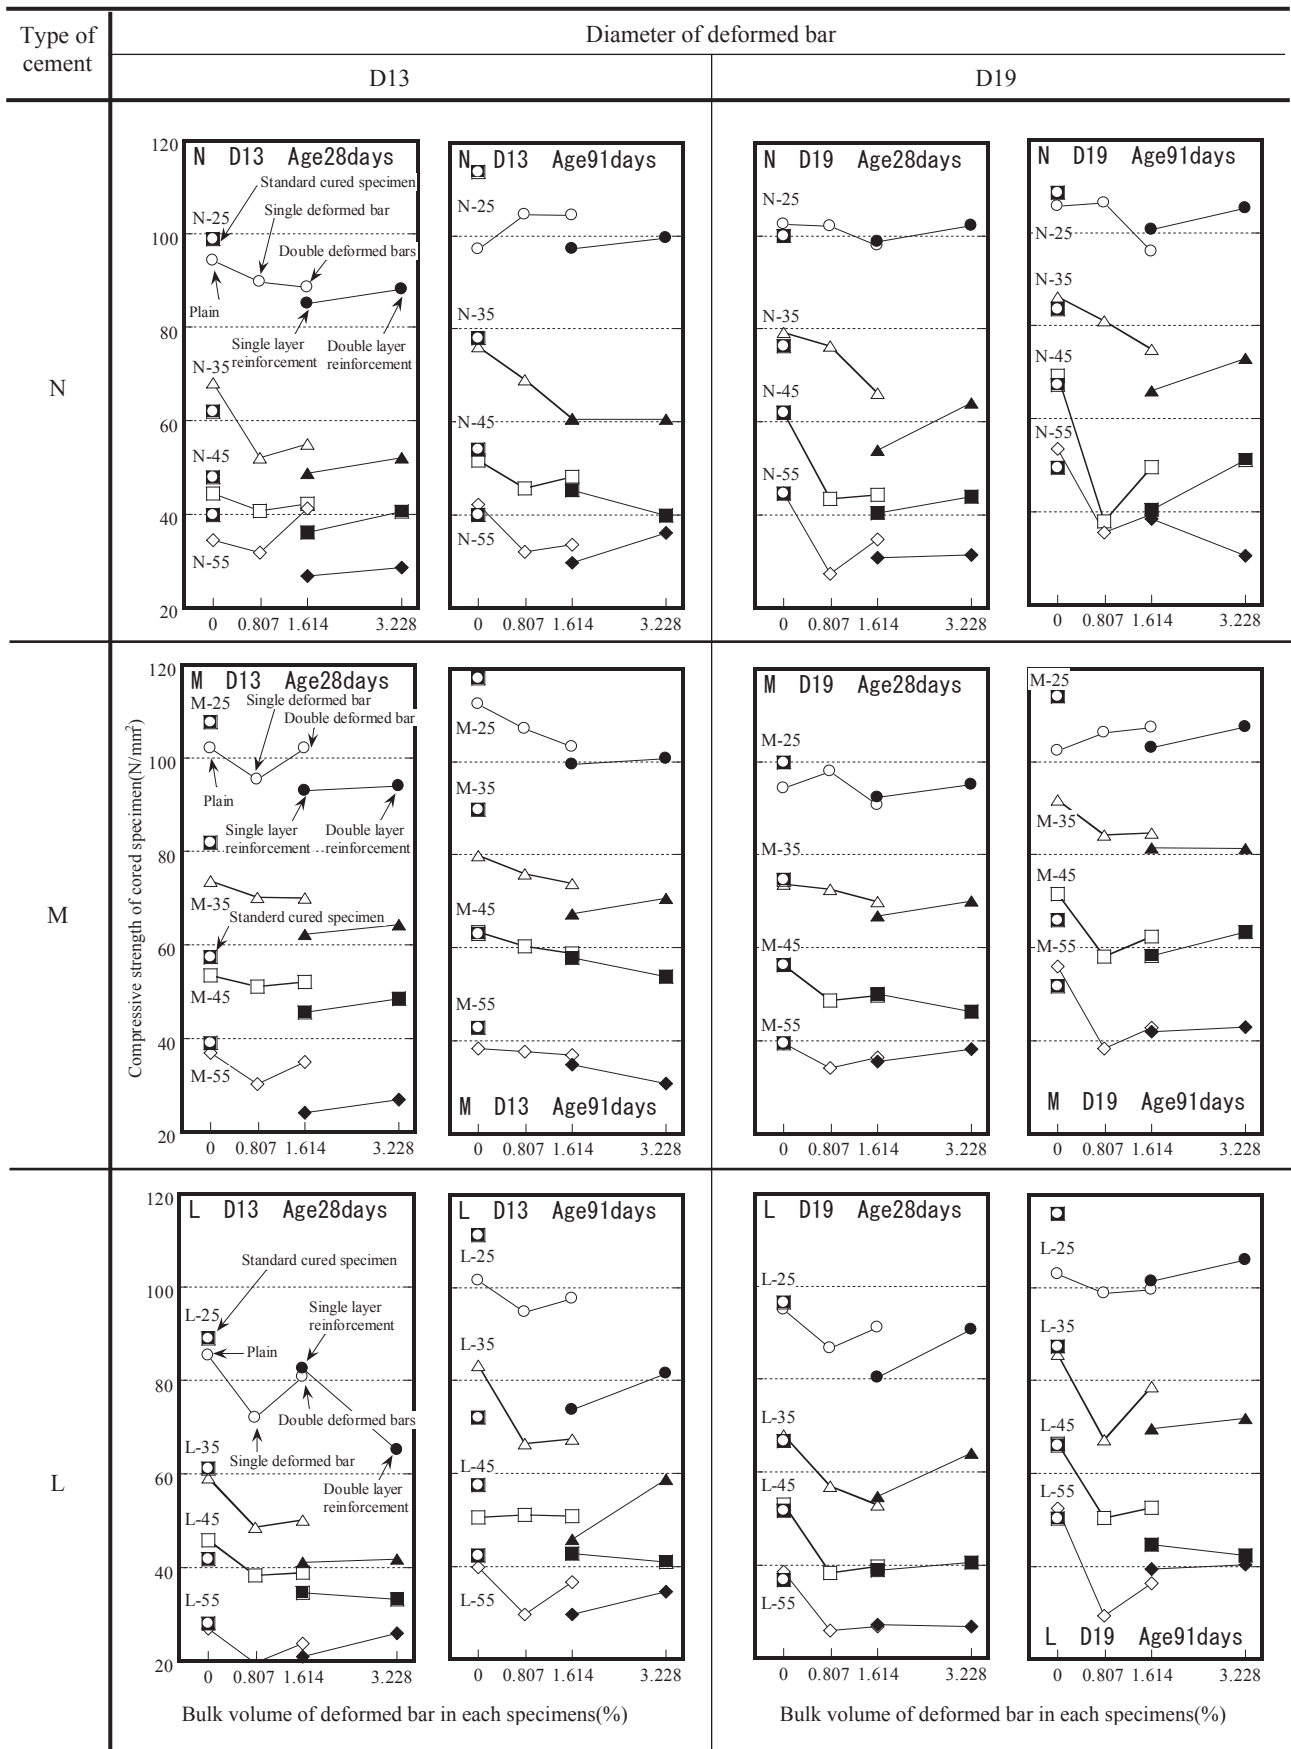 Type of cement
Diameter of deformed bar
D13
D19
N
N D13 Age28days
120
100
80
60
40
20
N-25
N-35
N-45
N-55
Standard cured specimen
Single deformed bar
Double deformed bars
Plain
Single layer reinforcement
Double layer reinforcement
0 0.807 1.614 3.228
N D13 Age91days
N-25
N-35
N-45
N-55
0 0.807 1.614 3.228
N D19 Age28days
N-25
N-35
N-45
N-55
0 0.807 1.614 3.228
N D19 Age91days
N-25
N-35
N-45
N-55
0 0.807 1.614 3.228
M
Compressive strength of cored specimen(N/mm²)
120
100
80
60
40
20
M D13 Age28days
M-25
Single deformed bar
Double deformed bar
Plain
Single layer reinforcement
Double layer reinforcement
M-35
Standerd cured specimen
M-45
M-55
0 0.807 1.614 3.228
M-25
M-35
M-45
M-55
M D13 Age91days
0 0.807 1.614 3.228
M D19 Age28days
M-25
M-35
M-45
M-55
0 0.807 1.614 3.228
M-25
M-35
M-45
M-55
M D19 Age91days
0 0.807 1.614 3.228
L
120
100
80
60
40
20
L D13 Age28days
Standard cured specimen
L-25
Single layer reinforcement
Plain
Double deformed bars
L-35
Single deformed bar
Double layer reinforcement
L-45
L-55
0 0.807 1.614 3.228
L D13 Age91days
L-25
L-35
L-45
L-55
0 0.807 1.614 3.228
L D19 Age28days
L-25
L-35
L-45
L-55
0 0.807 1.614 3.228
L-25
L-35
L-45
L-55
L D19 Age91days
0 0.807 1.614 3.228
Bulk volume of deformed bar in each specimens(%)
Bulk volume of deformed bar in each specimens(%)